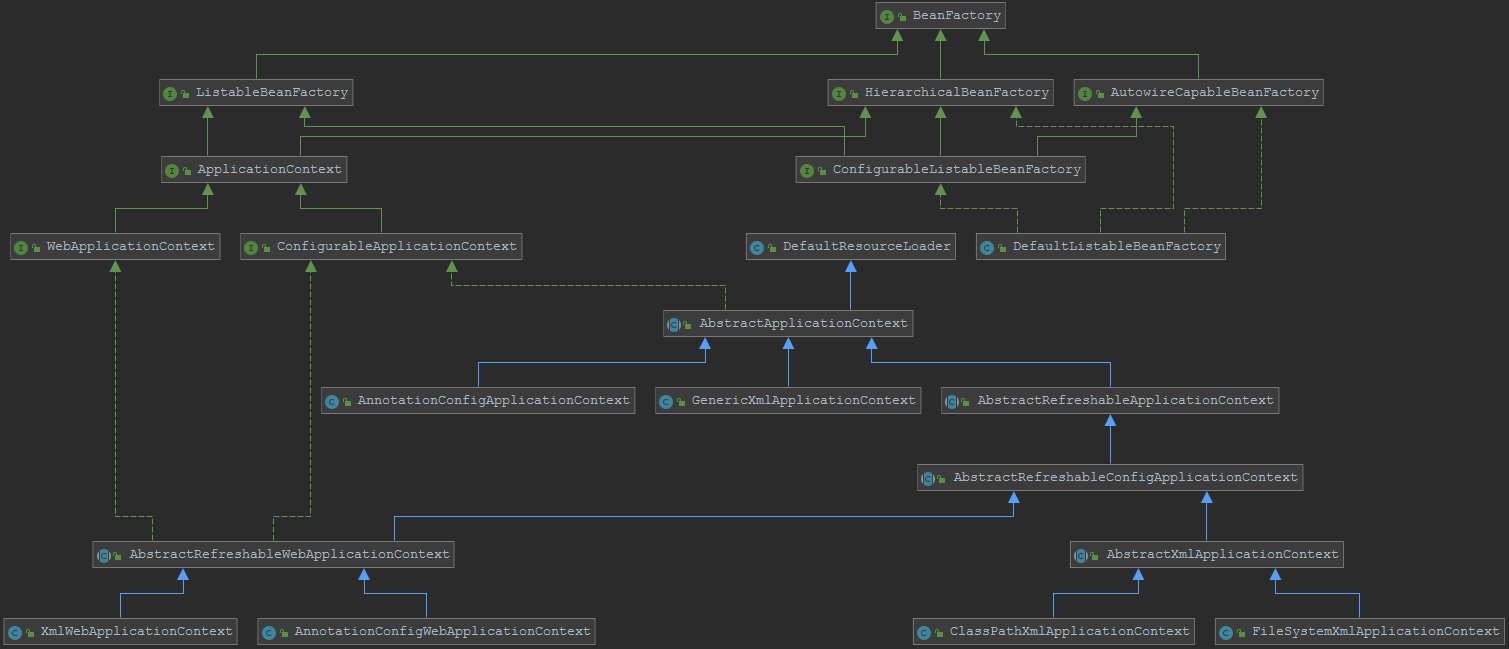 BeanFactory
ListableBeanFactory
HierarchicalBeanFactory
AutowireCapableBeanFactory
ApplicationContext
ConfigurableListableBeanFactory
WebApplicationContext
ConfigurableApplicationContext
DefaultResourceLoader
DefaultListableBeanFactory
AbstractApplicationContext
AnnotationConfigApplicationContext
GenericXmlApplicationContext
AbstractRefreshableApplicationContext
AbstractRefreshableConfigApplicationContext
AbstractRefreshableWebApplicationContext
AbstractXmlApplicationContext
XmlWebApplicationContext
AnnotationConfigWebApplicationContext
ClassPathXmlApplicationContext
FileSystemXmlApplicationContext